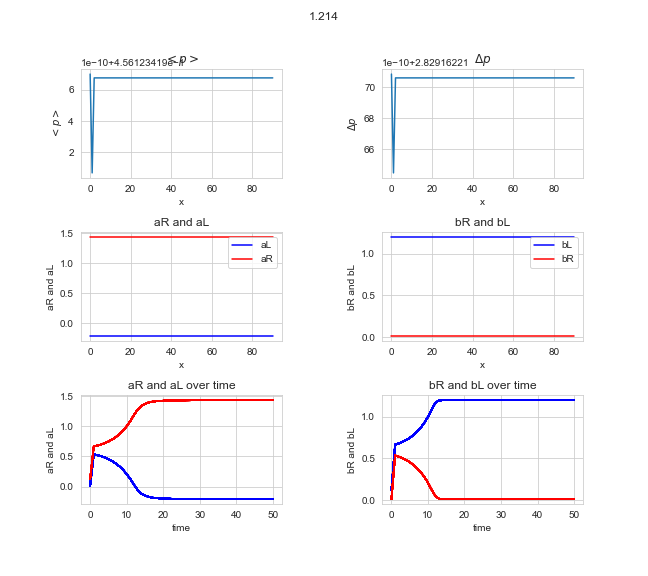 1.214
1e−10+4.56123419e−1
< p >
1e−10+2.82916221
Δp
6
4
2
< p >
0 20 40 60 80
x
70
68
66
Δp
0 20 40 60 80
x
aR and aL
1.5
1.0
0.5
0.0
aR and aL
aL
aR
0 20 40 60 80
x
bR and bL
1.0
0.5
0.0
bR and bL
bL
bR
0 20 40 60 80
x
aR and aL over time
1.5
1.0
0.5
0.0
aR and aL
0 10 20 30 40 50
time
bR and bL over time
1.0
0.5
0.0
bR and bL
0 10 20 30 40 50
time